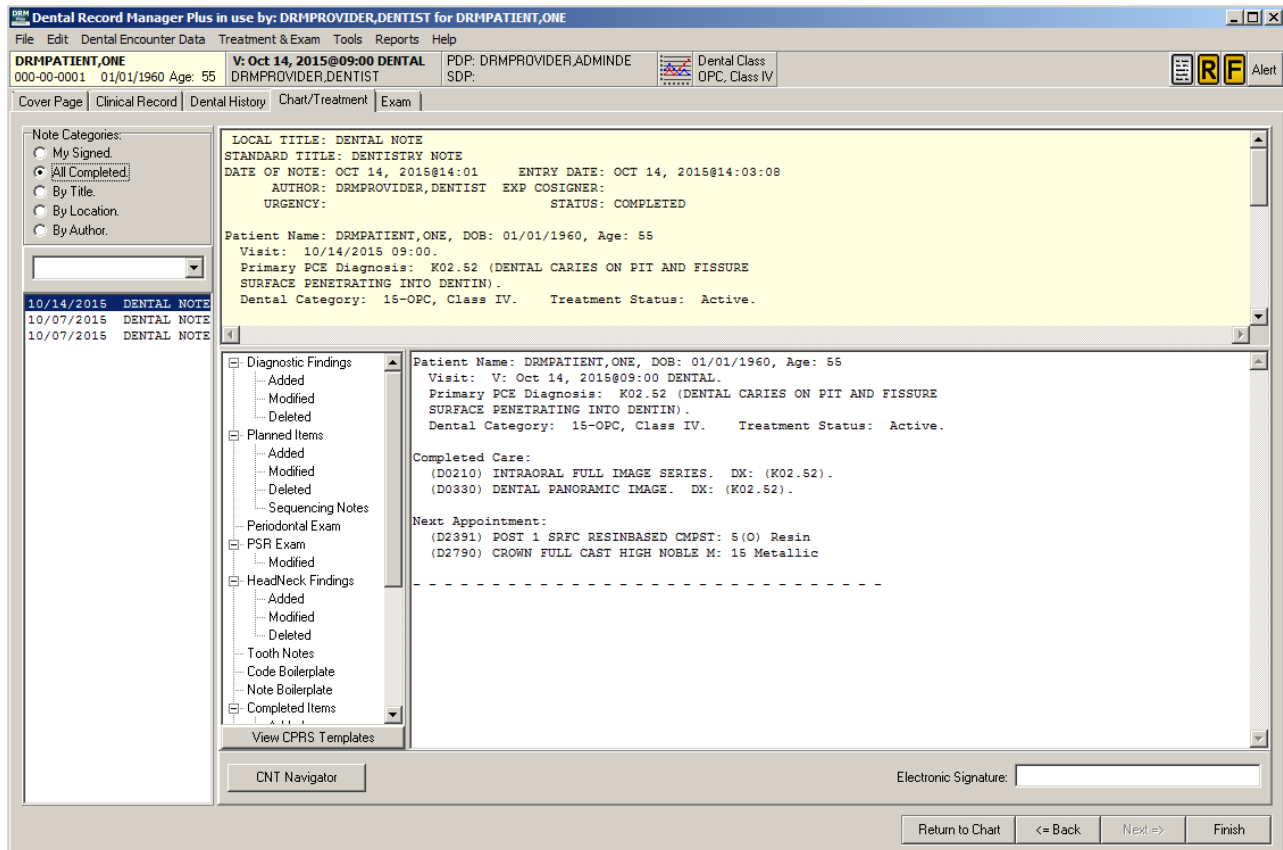 Dental Record Manager Plus in use by: DRMPROVIDER,DENTIST for DRMPATIENT,ONE
File Edit Dental Encounter Data Treatment & Exam Tools Reports Help
DRMPATIENT,ONE
000-00-0001 01/01/1960 Age: 55
V: Oct 14, 2015@09:00 DENTAL
DRMPROVIDER,DENTIST
PDP: DRMPROVIDER,ADMINDE
SDP:
Dental Class
OPC, Class IV
R F Alert
Cover Page Clinical Record Dental History Chart/Treatment Exam
Note Categories:
My Signed.
All Completed.
By Title.
By Location.
By Author.
10/14/2015 DENTAL NOTE
10/07/2015 DENTAL NOTE
10/07/2015 DENTAL NOTE
LOCAL TITLE: DENTAL NOTE
STANDARD TITLE: DENTISTRY NOTE
DATE OF NOTE: OCT 14, 2015@14:01 ENTRY DATE: OCT 14, 2015@14:03:08
AUTHOR: DRMPROVIDER,DENTIST EXP COSIGNER:
URGENCY: STATUS: COMPLETED
Patient Name: DRMPATIENT,ONE, DOB: 01/01/1960, Age: 55
Visit: 10/14/2015 09:00.
Primary PCE Diagnosis: K02.52 (DENTAL CARIES ON PIT AND FISSURE
SURFACE PENETRATING INTO DENTIN).
Dental Category: 15-OPC, Class IV. Treatment Status: Active.
Diagnostic Findings
Added
Modified
Deleted
Planned Items
Added
Modified
Deleted
Sequencing Notes
Periodontal Exam
PSR Exam
Modified
HeadNeck Findings
Added
Modified
Deleted
Tooth Notes
Code Boilerplate
Note Boilerplate
Completed Items
View CPRS Templates
Patient Name: DRMPATIENT,ONE, DOB: 01/01/1960, Age: 55
Visit: V: Oct 14, 2015@09:00 DENTAL.
Primary PCE Diagnosis: K02.52 (DENTAL CARIES ON PIT AND FISSURE
SURFACE PENETRATING INTO DENTIN).
Dental Category: 15-OPC, Class IV. Treatment Status: Active.
Completed Care:
(D0210) INTRAORAL FULL IMAGE SERIES. DX: (K02.52).
(D0330) DENTAL PANORAMIC IMAGE. DX: (K02.52).
Next Appointment:
(D2391) POST 1 SRFC RESINBASED CMPST: 5(O) Resin
(D2790) CROWN FULL CAST HIGH NOBLE M: 15 Metallic
- - - - - - - - - - - - - - - - - - - - - - - - - - - - - -
CNT Navigator
Electronic Signature:
Return to Chart <= Back Next => Finish